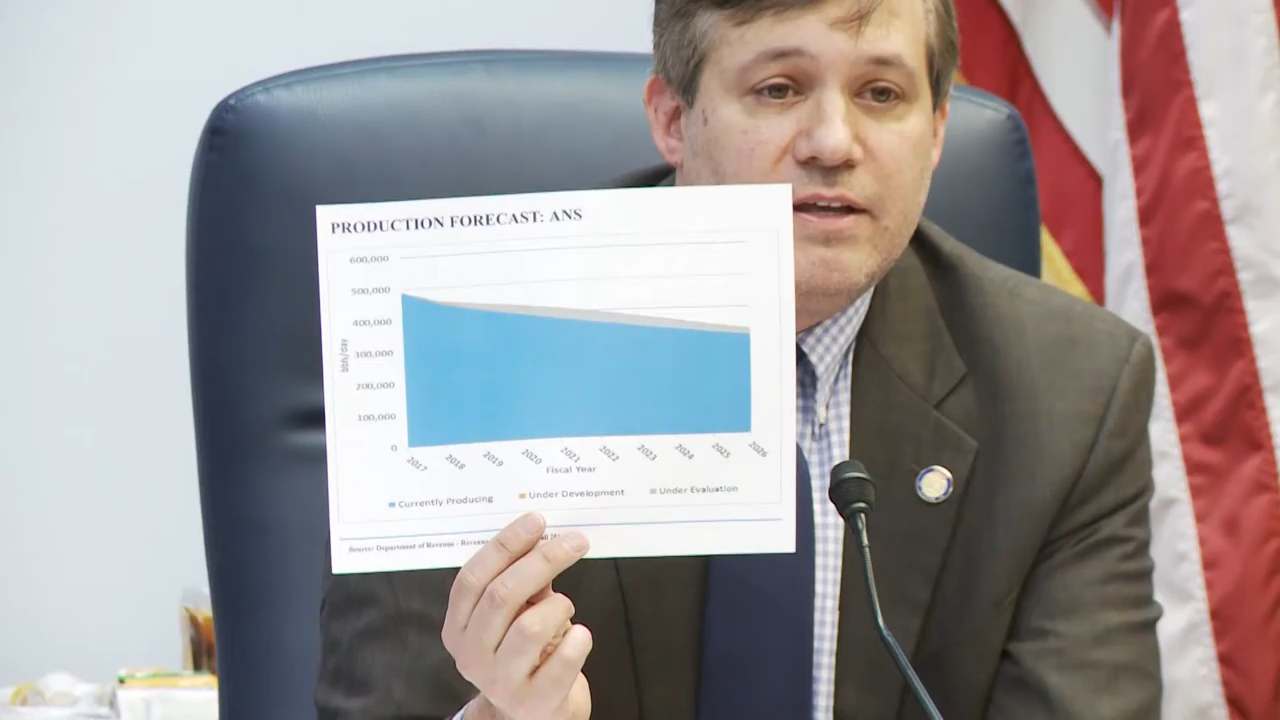 PRODUCTION FORECAST: ANS
600,000
500,000
400,000
300,000
200,000
100,000
0
bbls/day
2017 2018 2019 2020 2021 2022 2023 2024 2025 2026
Fiscal Year
Currently Producing Under Development Under Evaluation
Source: Department of Revenue - Revenue